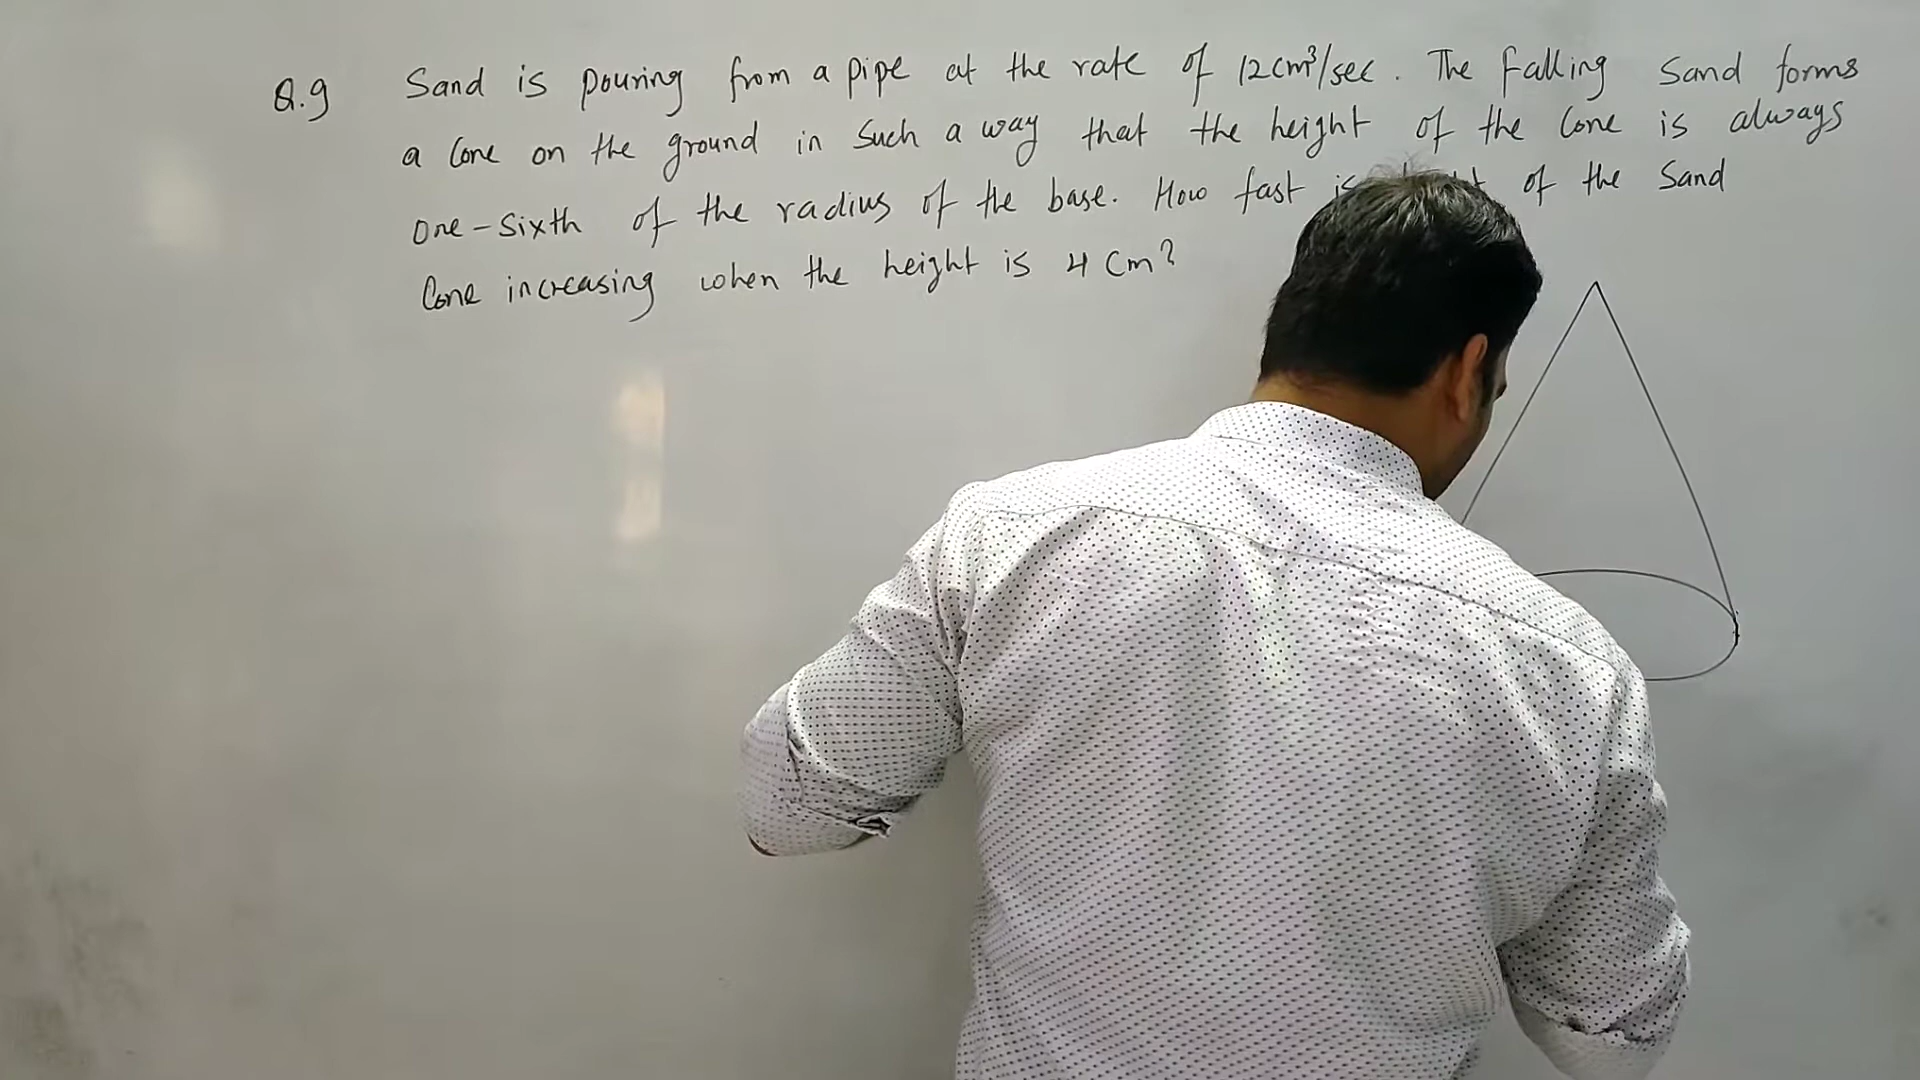 Q.9 Sand is pouring from a pipe at the rate of 12cm³/sec. The falling Sand forms
a Cone on the ground in Such a way that the height of the Cone is always
One-Sixth of the radius of the base. How fast is of the Sand
Cone increasing when the height is 4 Cm?